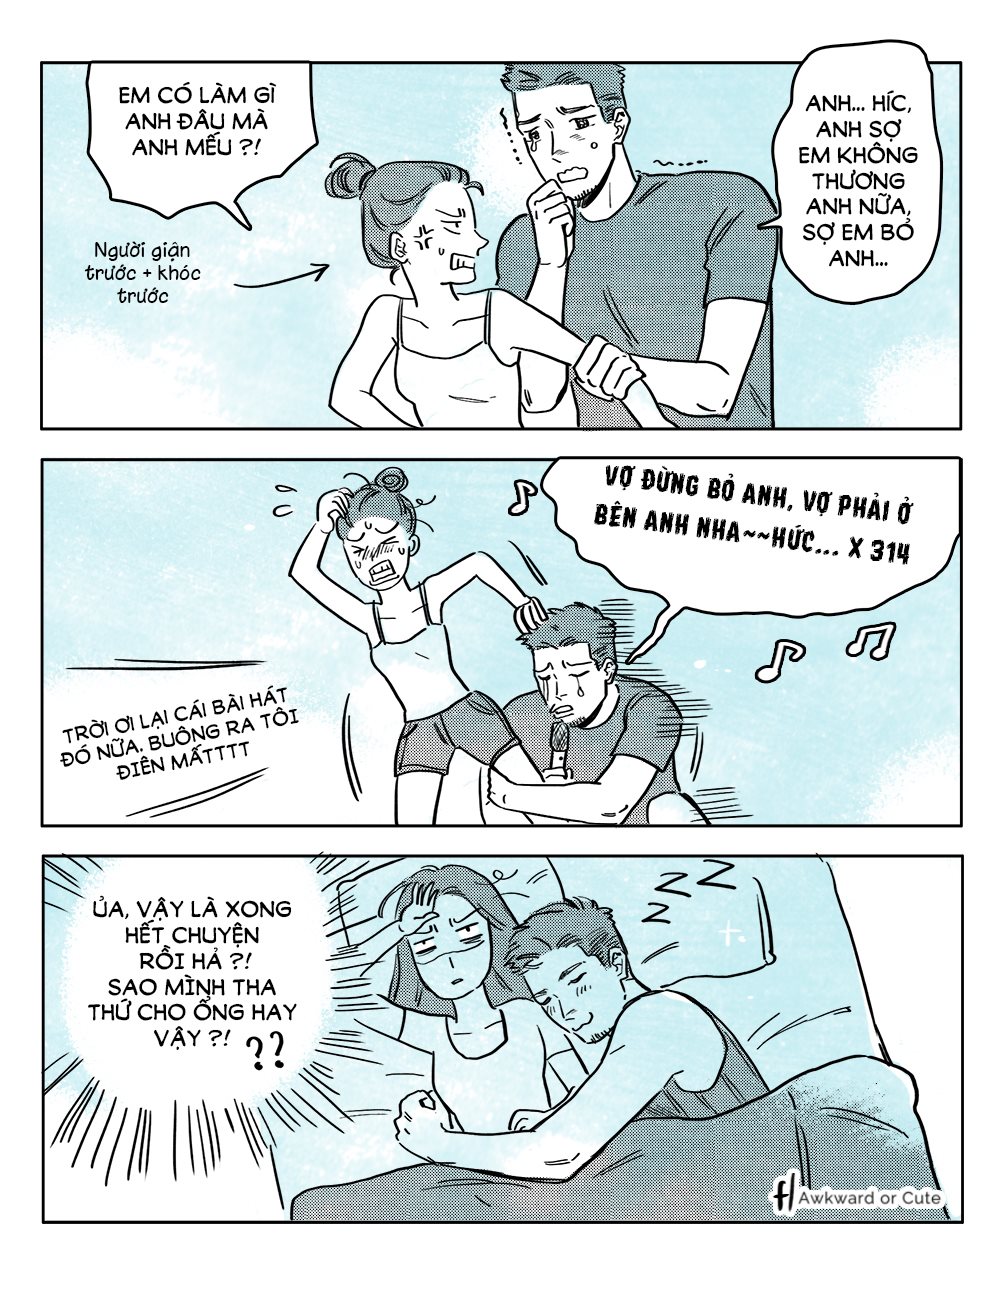 EM CÓ LÀM GÌ
ANH ĐÂU MÀ
ANH MẾU ?!
ANH... HÍC,
ANH SỢ
EM KHÔNG
THƯƠNG
ANH NỮA,
SỢ EM BỎ
ANH...
Người giận
trước + khóc
trước
VỢ ĐỪNG BỎ ANH, VỢ PHẢI Ở
BÊN ANH NHA~~HỨC... X 314
TRỜI ƠI LẠI CÁI BÀI HÁT
ĐÓ NỮA. BUÔNG RA TÔI
ĐIÊN MẤTTTT
ỦA, VẬY LÀ XONG
HẾT CHUYỆN
RỒI HẢ ?!
SAO MÌNH THA
THỨ CHO ỔNG HAY
VẬY ?!
??
ZZZ
Awkward or Cute